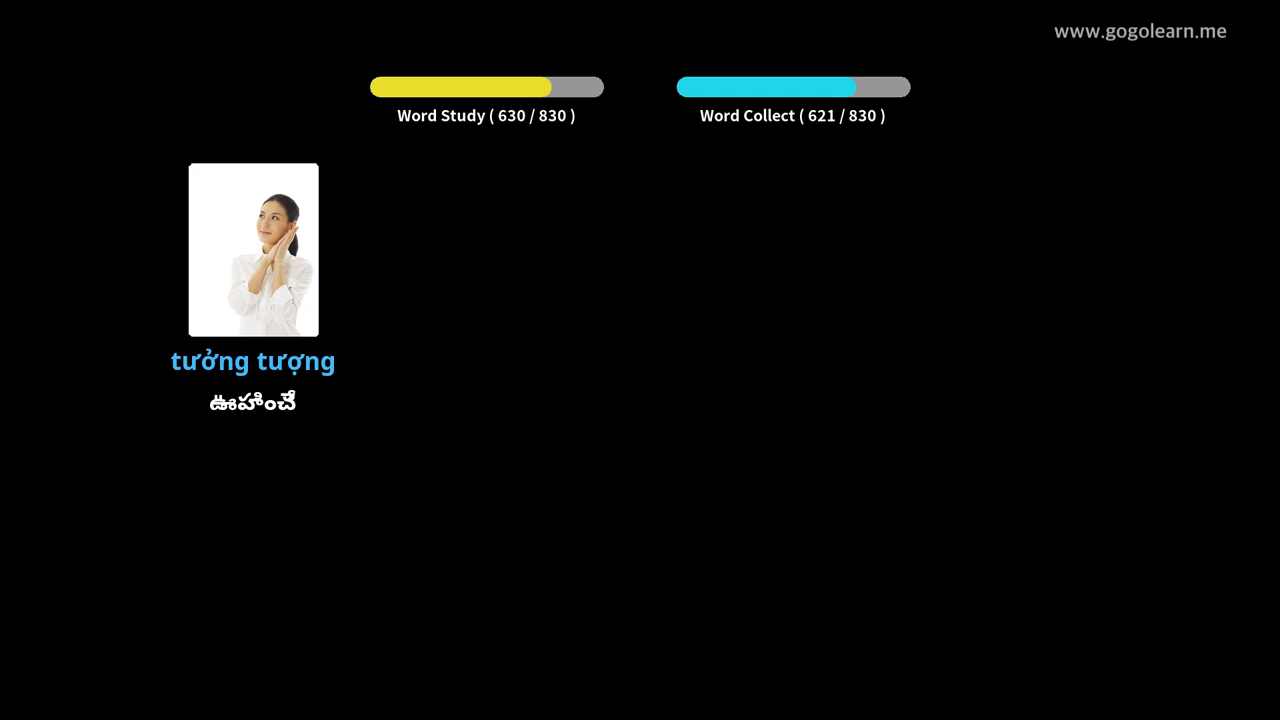 www.gogolearn.me
Word Study ( 630 / 830 )
Word Collect ( 621 / 830 )
tưởng tượng
ఊహించే